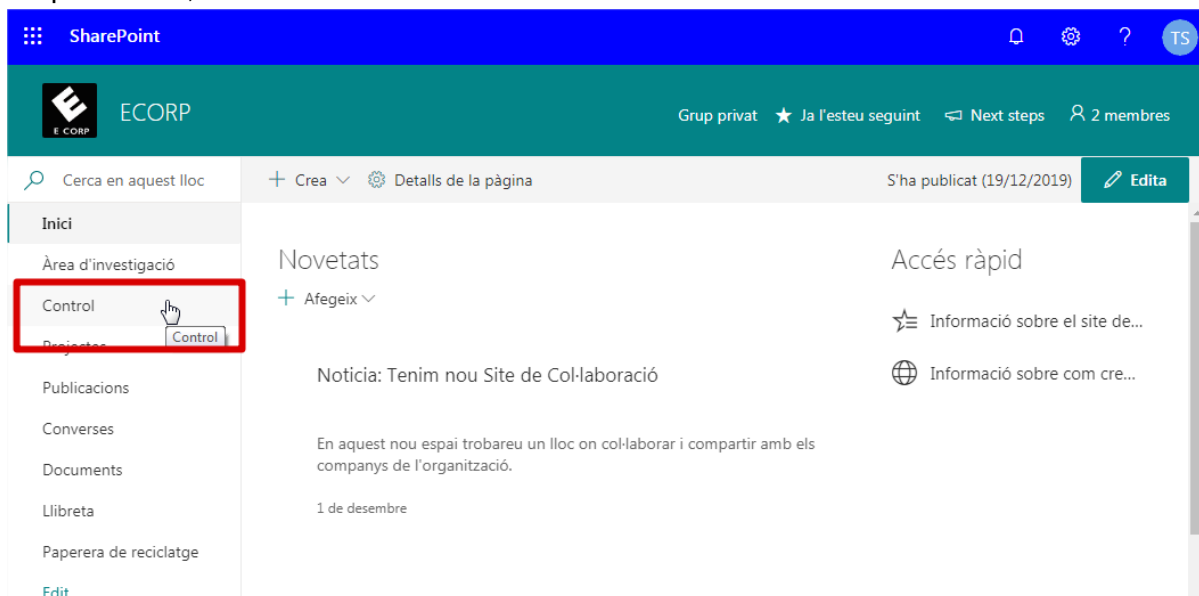 SharePoint
?
TS
E CORP
ECORP
Grup privat
Ja l'esteu seguint
Next steps
2 membres
Cerca en aquest lloc
Crea
Detalls de la pàgina
S'ha publicat (19/12/2019)
Edita
Inici
Àrea d'investigació
Control
Control
Projectes
Publicacions
Converses
Documents
Llibreta
Paperera de reciclatge
Edit
Novetats
Afegeix
Noticia: Tenim nou Site de Col·laboració
En aquest nou espai trobareu un lloc on col·laborar i compartir amb els
companys de l'organització.
1 de desembre
Accés ràpid
Informació sobre el site de...
Informació sobre com cre...